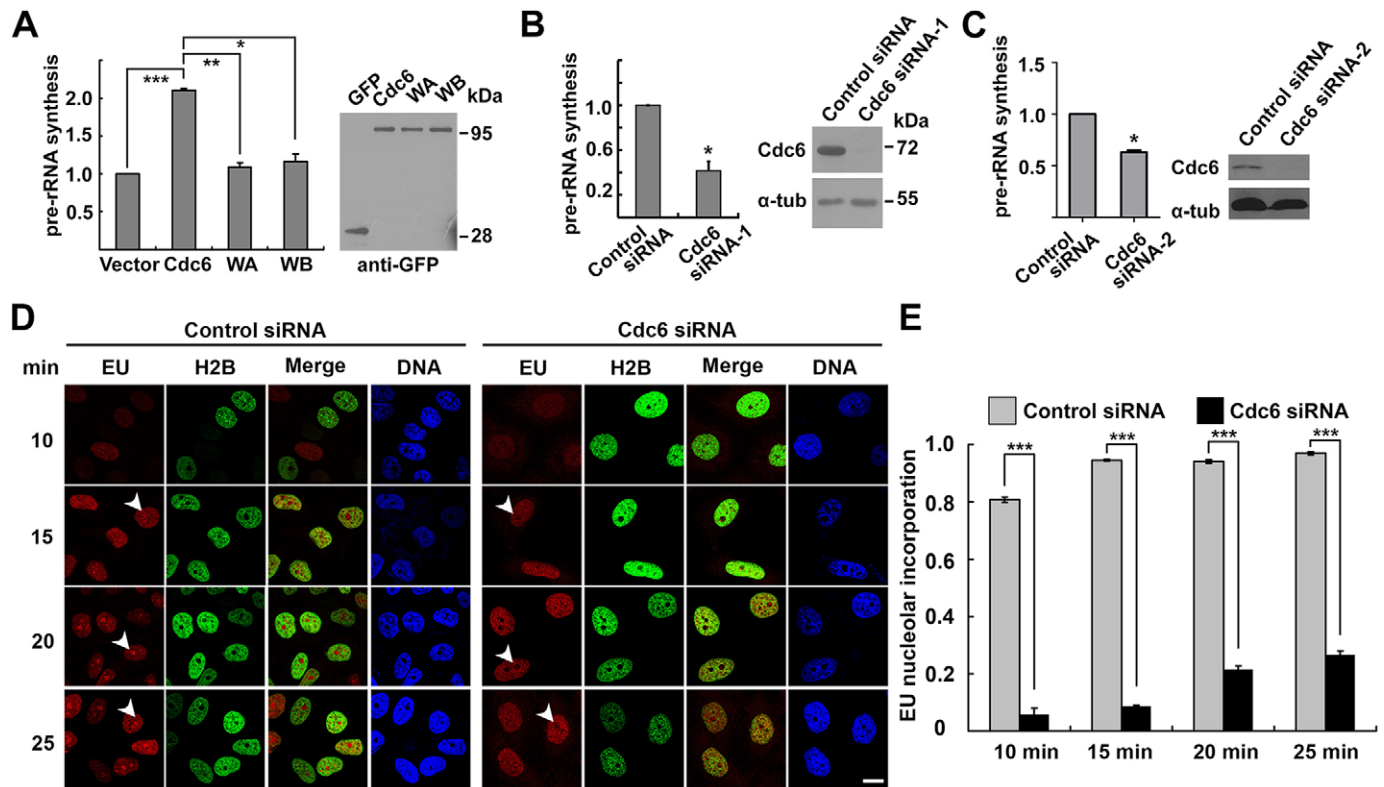 A
pre-rRNA synthesis
2.0
1.5
1.0
0.5
***
**
*
Vector Cdc6 WA WB
GFP
Cdc6
WA
WB
kDa
95
28
anti-GFP
B
pre-rRNA synthesis
1.0
0.6
0.2
*
Control siRNA
Cdc6 siRNA-1
Control siRNA
Cdc6 siRNA-1
kDa
Cdc6
72
α-tub
55
C
pre-rRNA synthesis
1.5
1.0
0.5
*
Control siRNA
Cdc6 siRNA-2
Control siRNA
Cdc6 siRNA-2
Cdc6
α-tub
D
Control siRNA
Cdc6 siRNA
min EU H2B Merge DNA EU H2B Merge DNA
10
15
20
25
E
Control siRNA Cdc6 siRNA
EU nucleolar incorporation
1.0
0.8
0.6
0.4
0.2
0
*** *** *** ***
10 min 15 min 20 min 25 min